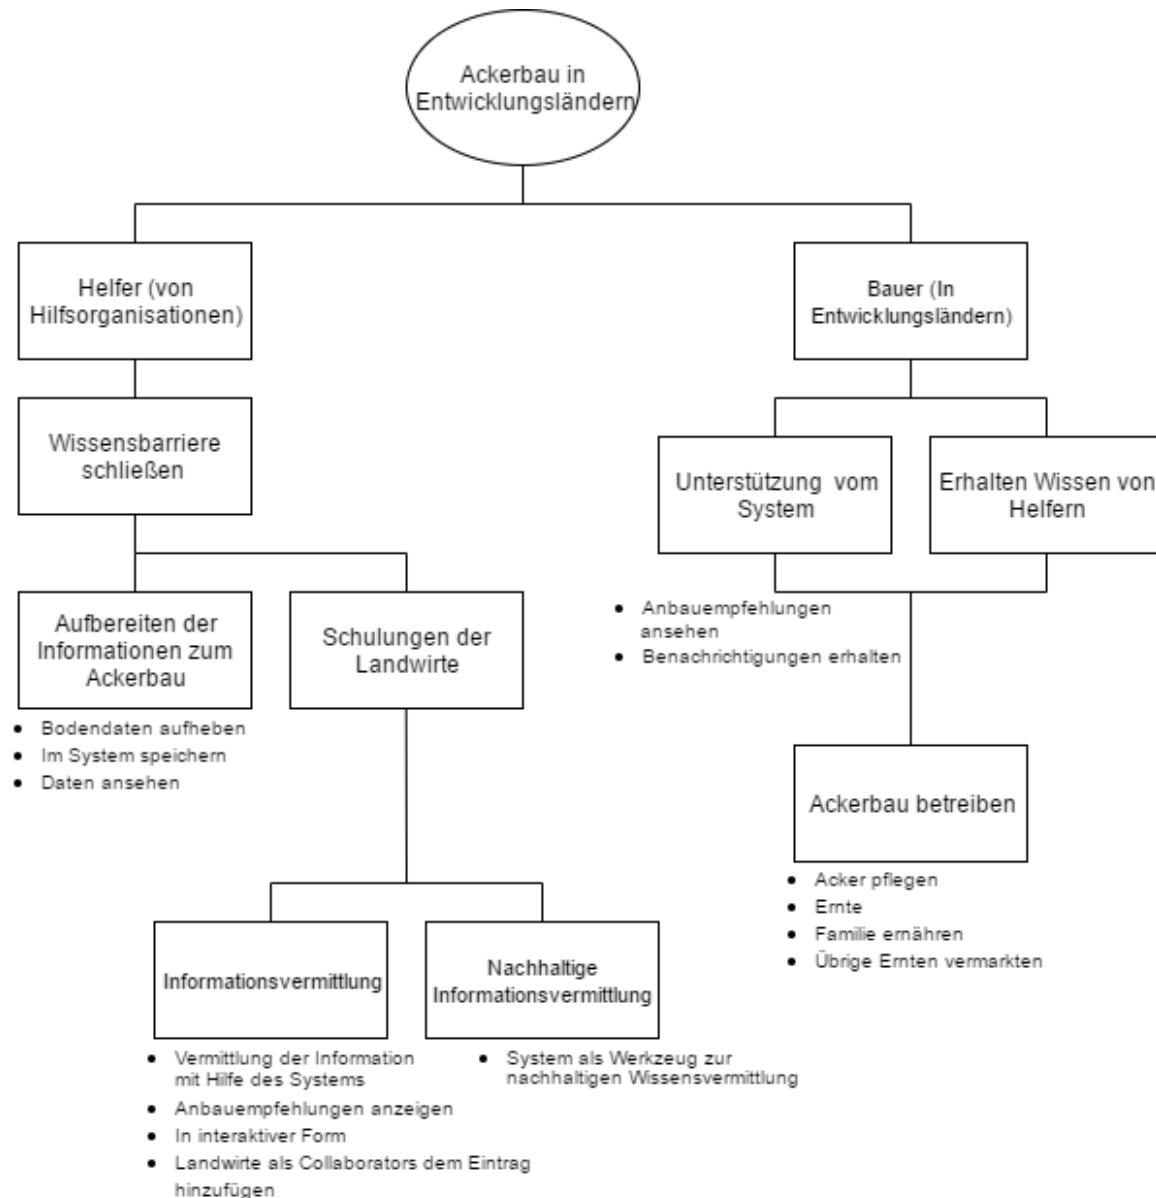 Ackerbau in
Entwicklungsländern
Helfer (von
Hilfsorganisationen)
Bauer (In
Entwicklungsländern)
Wissensbarriere
schließen
Unterstützung vom
System
Erhalten Wissen von
Helfern
Aufbereiten der
Informationen zum
Ackerbau
Schulungen der
Landwirte
• Anbauempfehlungen
ansehen
• Benachrichtigungen erhalten
• Bodendaten aufheben
• Im System speichern
• Daten ansehen
Ackerbau betreiben
• Acker pflegen
• Ernte
• Familie ernähren
• Übrige Ernten vermarkten
Informationsvermittlung
Nachhaltige
Informationsvermittlung
• Vermittlung der Information
mit Hilfe des Systems
• Anbauempfehlungen anzeigen
• In interaktiver Form
• Landwirte als Collaborators dem Eintrag
hinzufügen
• System als Werkzeug zur
nachhaltigen Wissensvermittlung